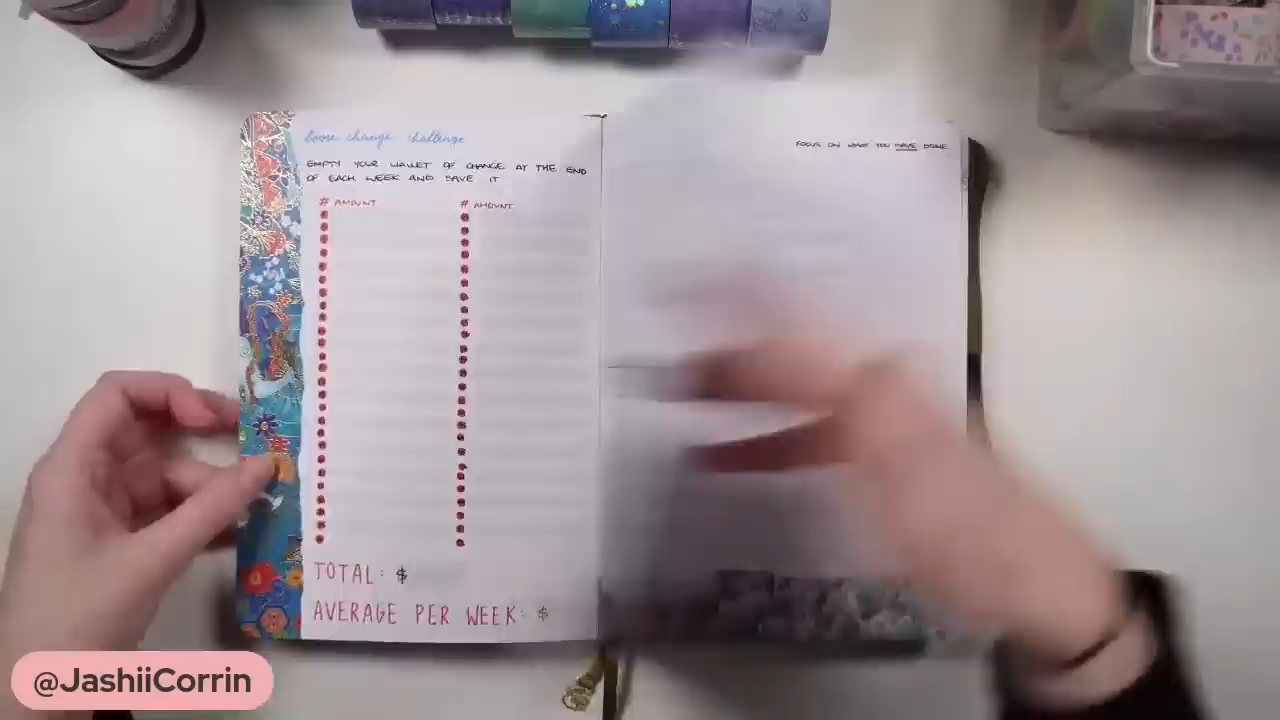 loose change challenge
EMPTY YOUR WALLET OF CHANGE AT THE END
OF EACH WEEK AND SAVE IT
# AMOUNT # AMOUNT
TOTAL: $
AVERAGE PER WEEK: $
FOCUS ON WHAT YOU HAVE DONE
@JashiiCorrin